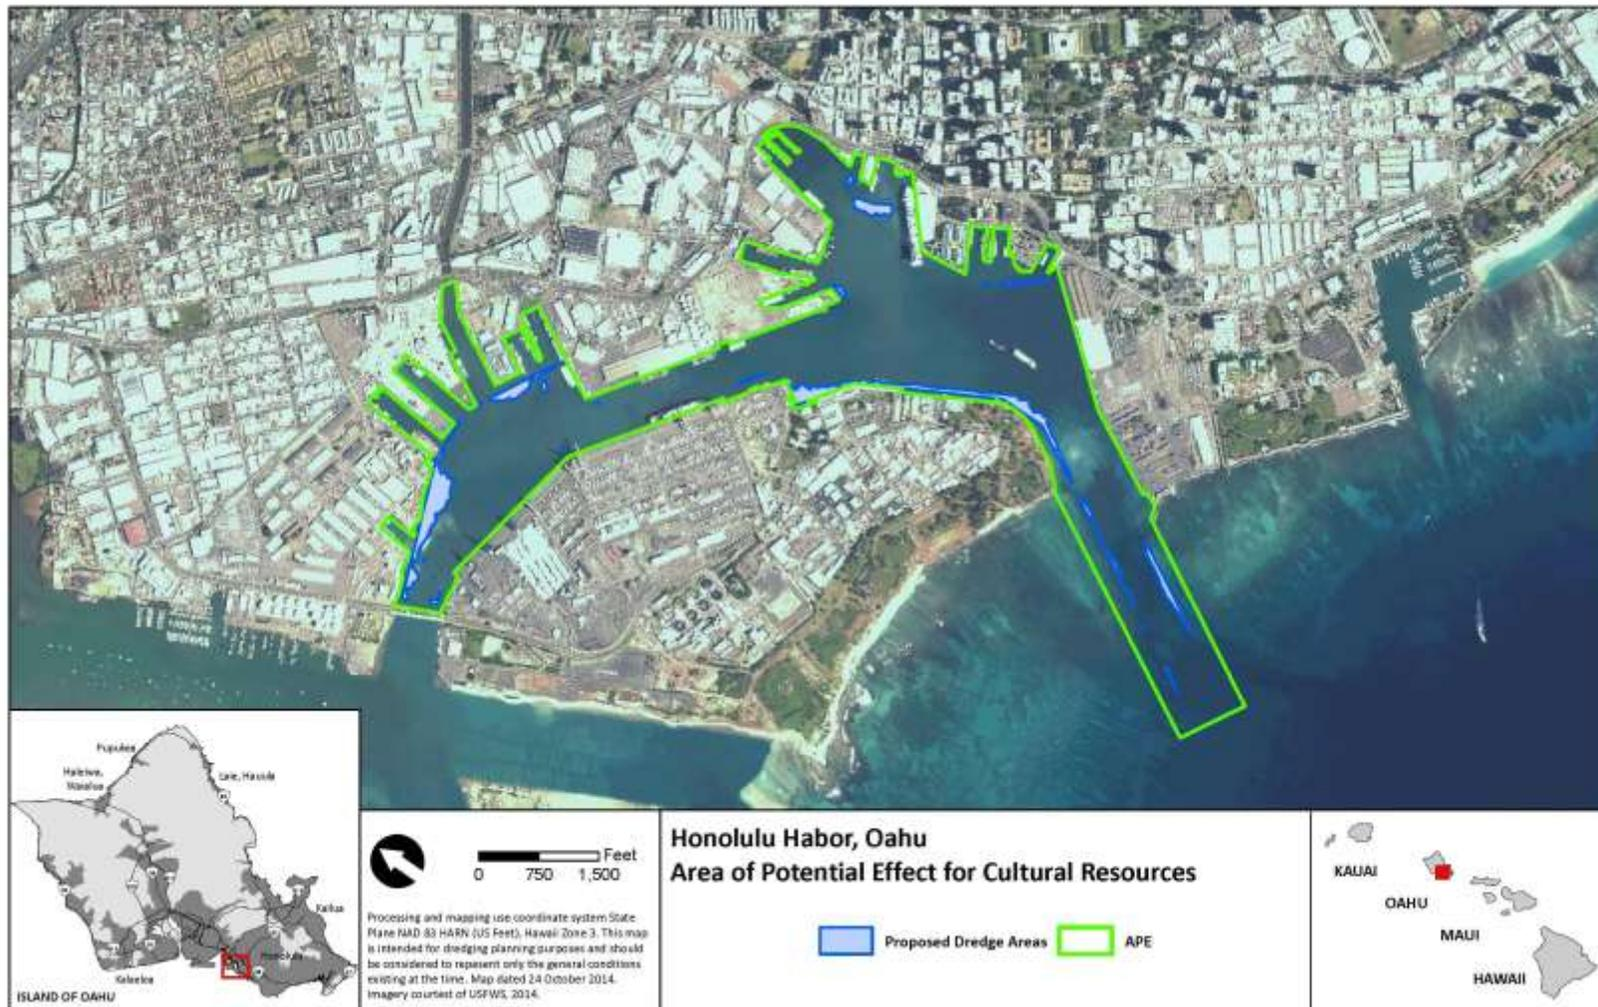 Pupukea
Haleiwa,
Waialua
Laie, Hauula
Kailua
Honolulu
Kalaeloa
ISLAND OF OAHU
Feet
0 750 1,500
Processing and mapping use coordinate system State
Plane NAD 83 HARN (US Feet), Hawaii Zone 3. This map
is intended for dredging planning purposes and should
be considered to repesent only the general conditions
existing at the time. Map dated 24 October 2014.
Imagery courtest of USFWS, 2014.
Honolulu Habor, Oahu
Area of Potential Effect for Cultural Resources
Proposed Dredge Areas
APE
KAUAI
OAHU
MAUI
HAWAII